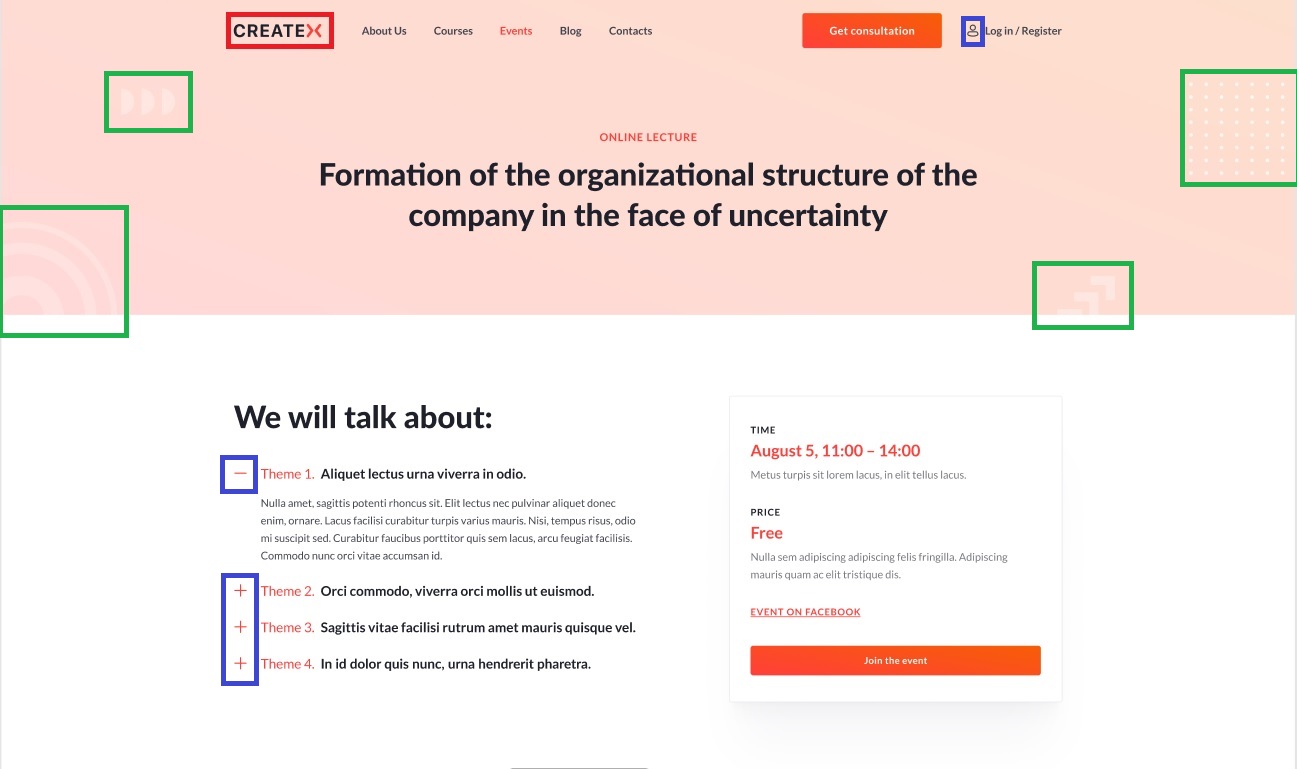 CREATEX
About Us
Courses
Events
Blog
Contacts
Get consultation
Log in / Register
ONLINE LECTURE
Formation of the organizational structure of the
company in the face of uncertainty
We will talk about:
Theme 1. Aliquet lectus urna viverra in odio.
Nulla amet, sagittis potenti rhoncus sit. Elit lectus nec pulvinar aliquet donec
enim, ornare. Lacus facilisi curabitur turpis varius mauris. Nisi, tempus risus, odio
mi suscipit sed. Curabitur faucibus porttitor quis sem lacus, arcu feugiat facilisis.
Commodo nunc orci vitae accumsan id.
Theme 2. Orci commodo, viverra orci mollis ut euismod.
Theme 3. Sagittis vitae facilisi rutrum amet mauris quisque vel.
Theme 4. In id dolor quis nunc, urna hendrerit pharetra.
TIME
August 5, 11:00 – 14:00
Metus turpis sit lorem lacus, in elit tellus lacus.
PRICE
Free
Nulla sem adipiscing adipiscing felis fringilla. Adipiscing
mauris quam ac elit tristique dis.
EVENT ON FACEBOOK
Join the event